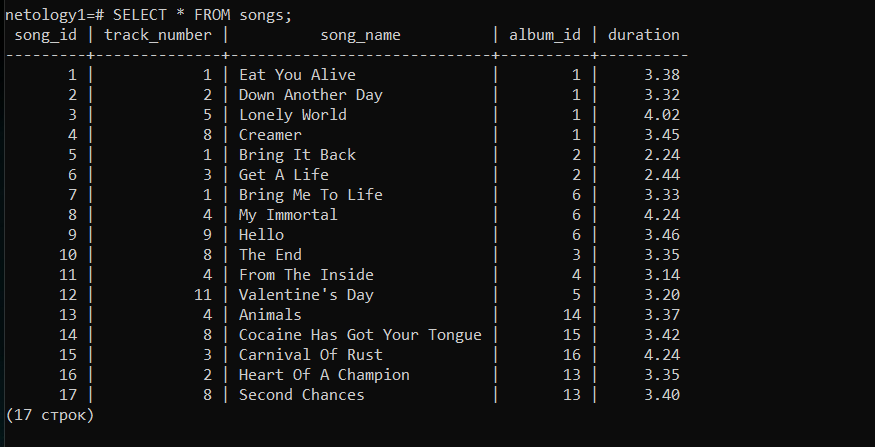 netology1=# SELECT * FROM songs;
 song_id | track_number |          song_name          | album_id | duration
---------+--------------+-----------------------------+----------+----------
       1 |            1 | Eat You Alive               |        1 |     3.38
       2 |            2 | Down Another Day            |        1 |     3.32
       3 |            5 | Lonely World                |        1 |     4.02
       4 |            8 | Creamer                     |        1 |     3.45
       5 |            1 | Bring It Back               |        2 |     2.24
       6 |            3 | Get A Life                  |        2 |     2.44
       7 |            1 | Bring Me To Life            |        6 |     3.33
       8 |            4 | My Immortal                 |        6 |     4.24
       9 |            9 | Hello                       |        6 |     3.46
      10 |            8 | The End                     |        3 |     3.35
      11 |            4 | From The Inside             |        4 |     3.14
      12 |           11 | Valentine's Day             |        5 |     3.20
      13 |            4 | Animals                     |       14 |     3.37
      14 |            8 | Cocaine Has Got Your Tongue |       15 |     3.42
      15 |            3 | Carnival Of Rust            |       16 |     4.24
      16 |            2 | Heart Of A Champion         |       13 |     3.35
      17 |            8 | Second Chances              |       13 |     3.40
(17 строк)